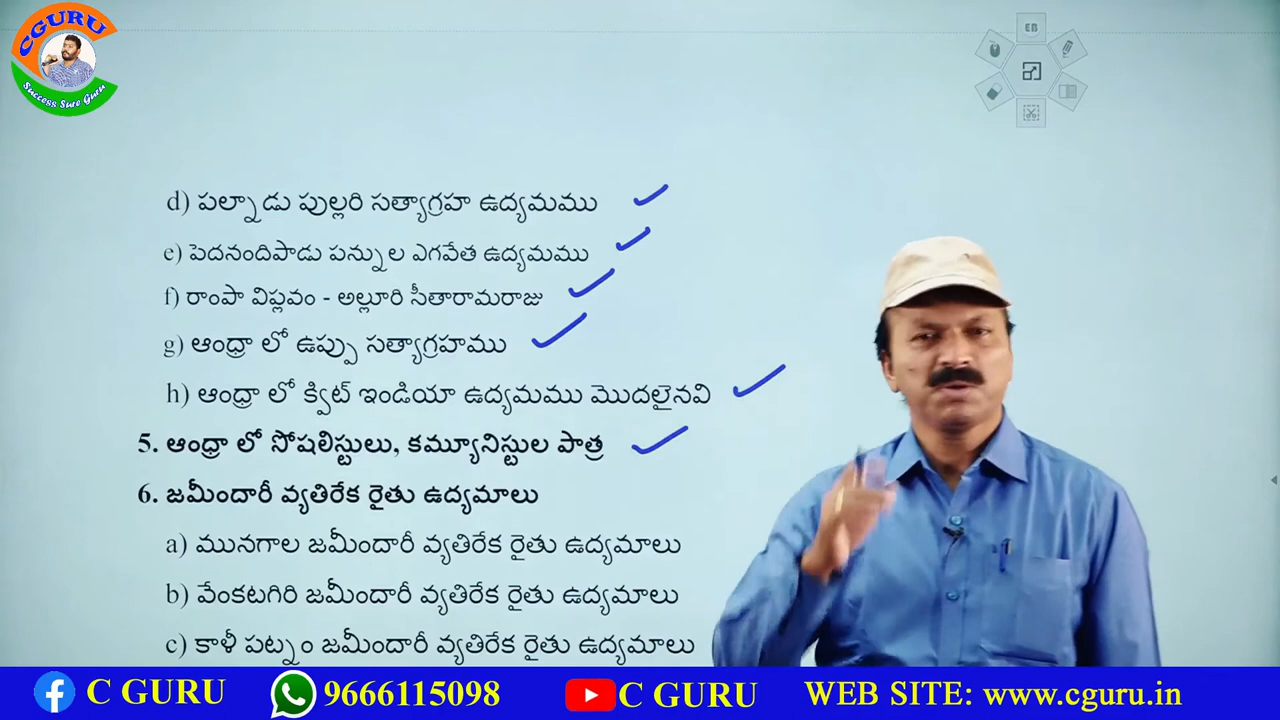 CGURU
Success Sure Guru
EB
d) పల్నాడు పుల్లరి సత్యాగ్రహ ఉద్యమము
e) పెదనందిపాడు పన్నుల ఎగవేత ఉద్యమము
f) రాంపా విప్లవం - అల్లూరి సీతారామరాజు
g) ఆంధ్రా లో ఉప్పు సత్యాగ్రహము
h) ఆంధ్రా లో క్విట్ ఇండియా ఉద్యమము మొదలైనవి
5. ఆంధ్రా లో సోషలిస్టులు, కమ్యూనిస్టుల పాత్ర
6. జమీందారీ వ్యతిరేక రైతు ఉద్యమాలు
a) మునగాల జమీందారీ వ్యతిరేక రైతు ఉద్యమాలు
b) వేంకటగిరి జమీందారీ వ్యతిరేక రైతు ఉద్యమాలు
c) కాళీ పట్నం జమీందారీ వ్యతిరేక రైతు ఉద్యమాలు
C GURU 9666115098 C GURU WEB SITE: www.cguru.in